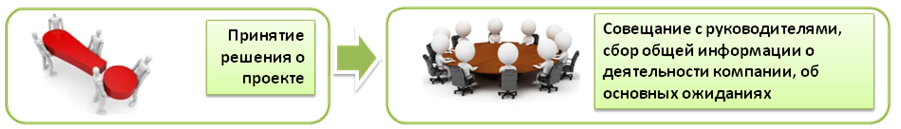 Принятие
решения о
проекте
Совещание с руководителями,
сбор общей информации о
деятельности компании, об
основных ожиданиях